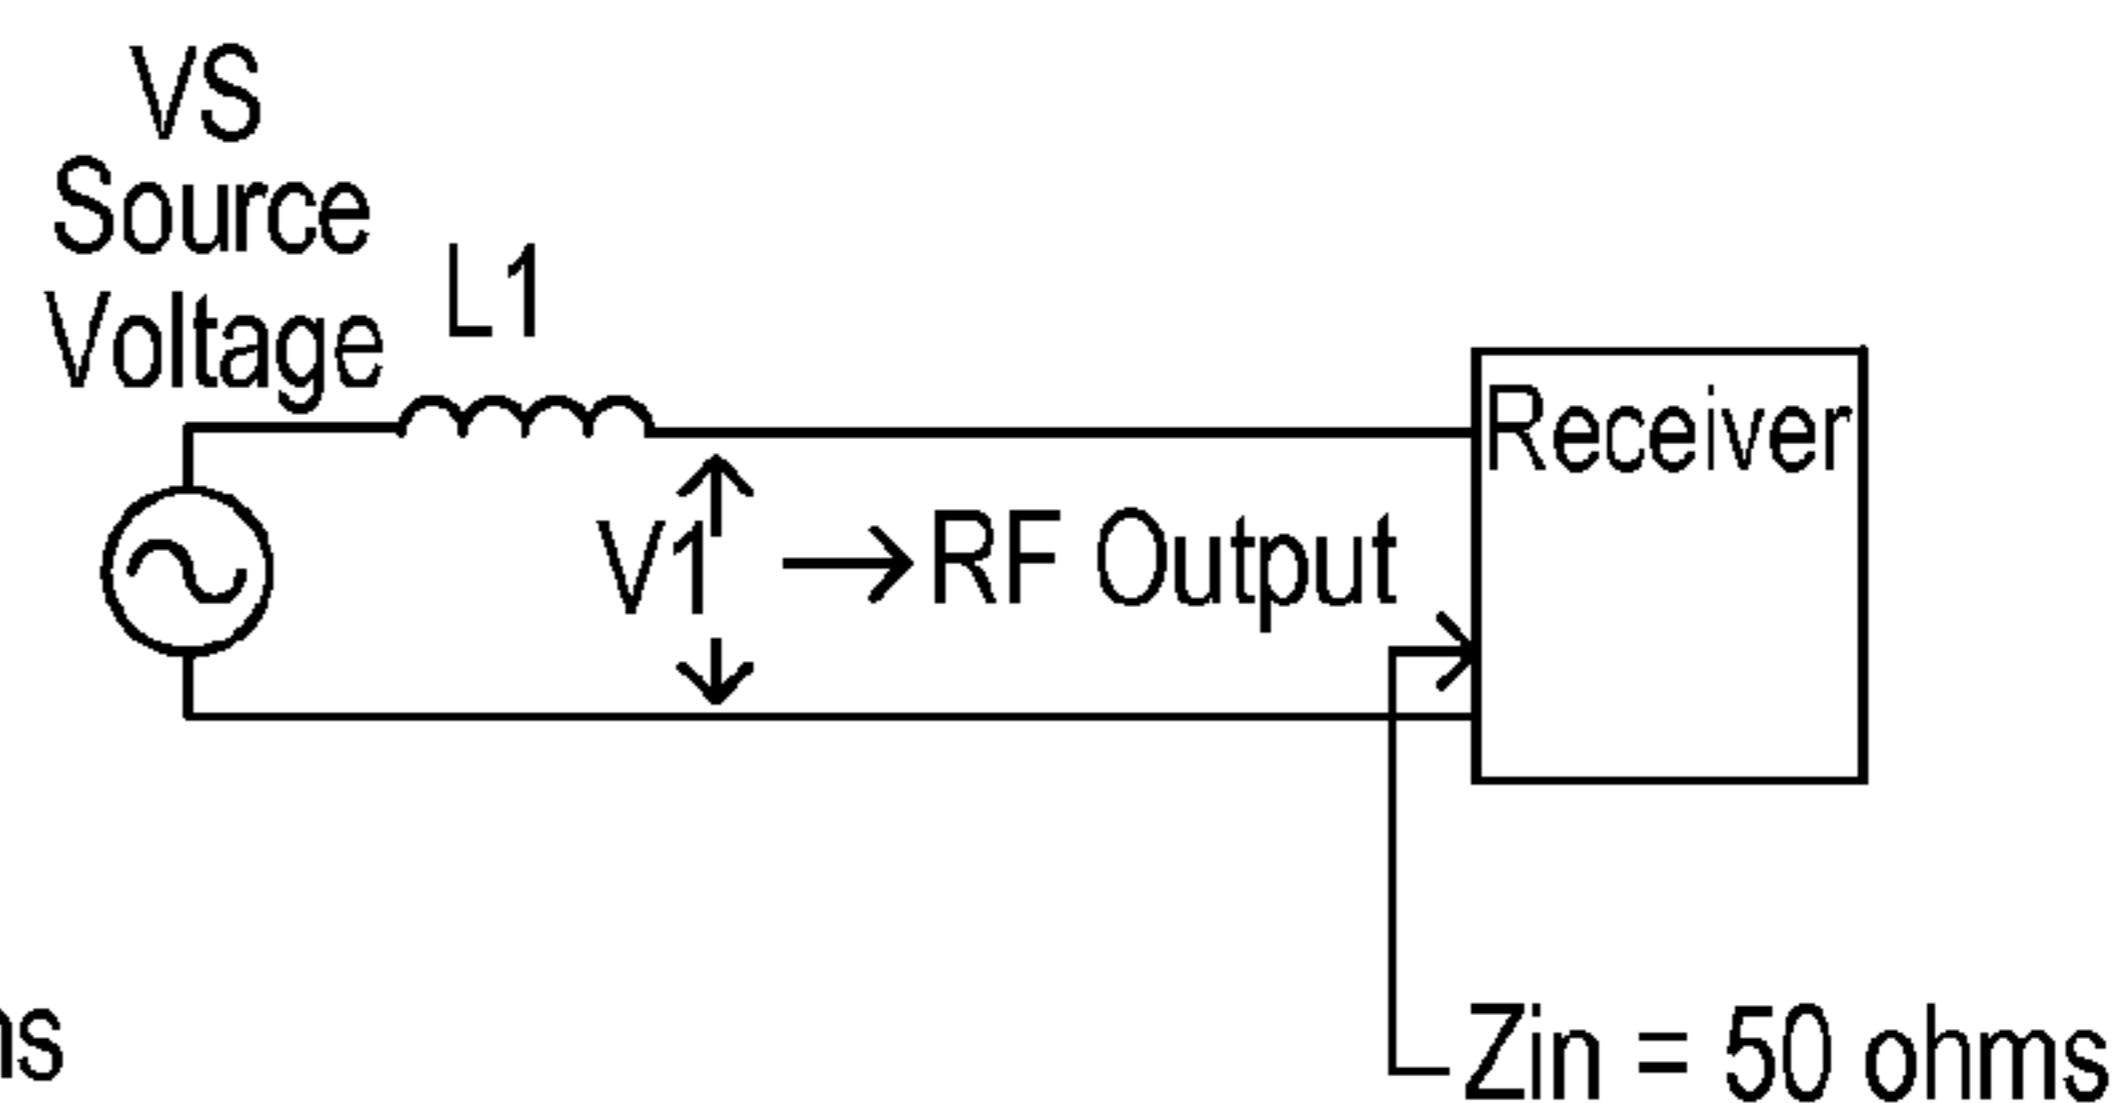 VS
Source
Voltage
L1
Receiver
V1
RF Output
Zin = 50 ohms